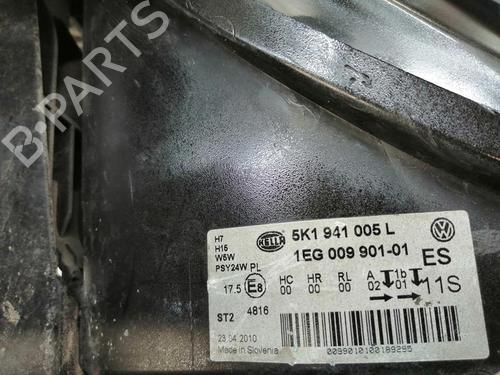 B-PARTS
H7
H15
W5W
PSY24W PL
HELLA
5K1 941 005 L
1EG 009 901-01
ES
17.5 E8
HC HR RL A 1b
00 00 00 02 01
11S
ST2 4816
23.04.2010
Made in Slovenia
00990101001B9295